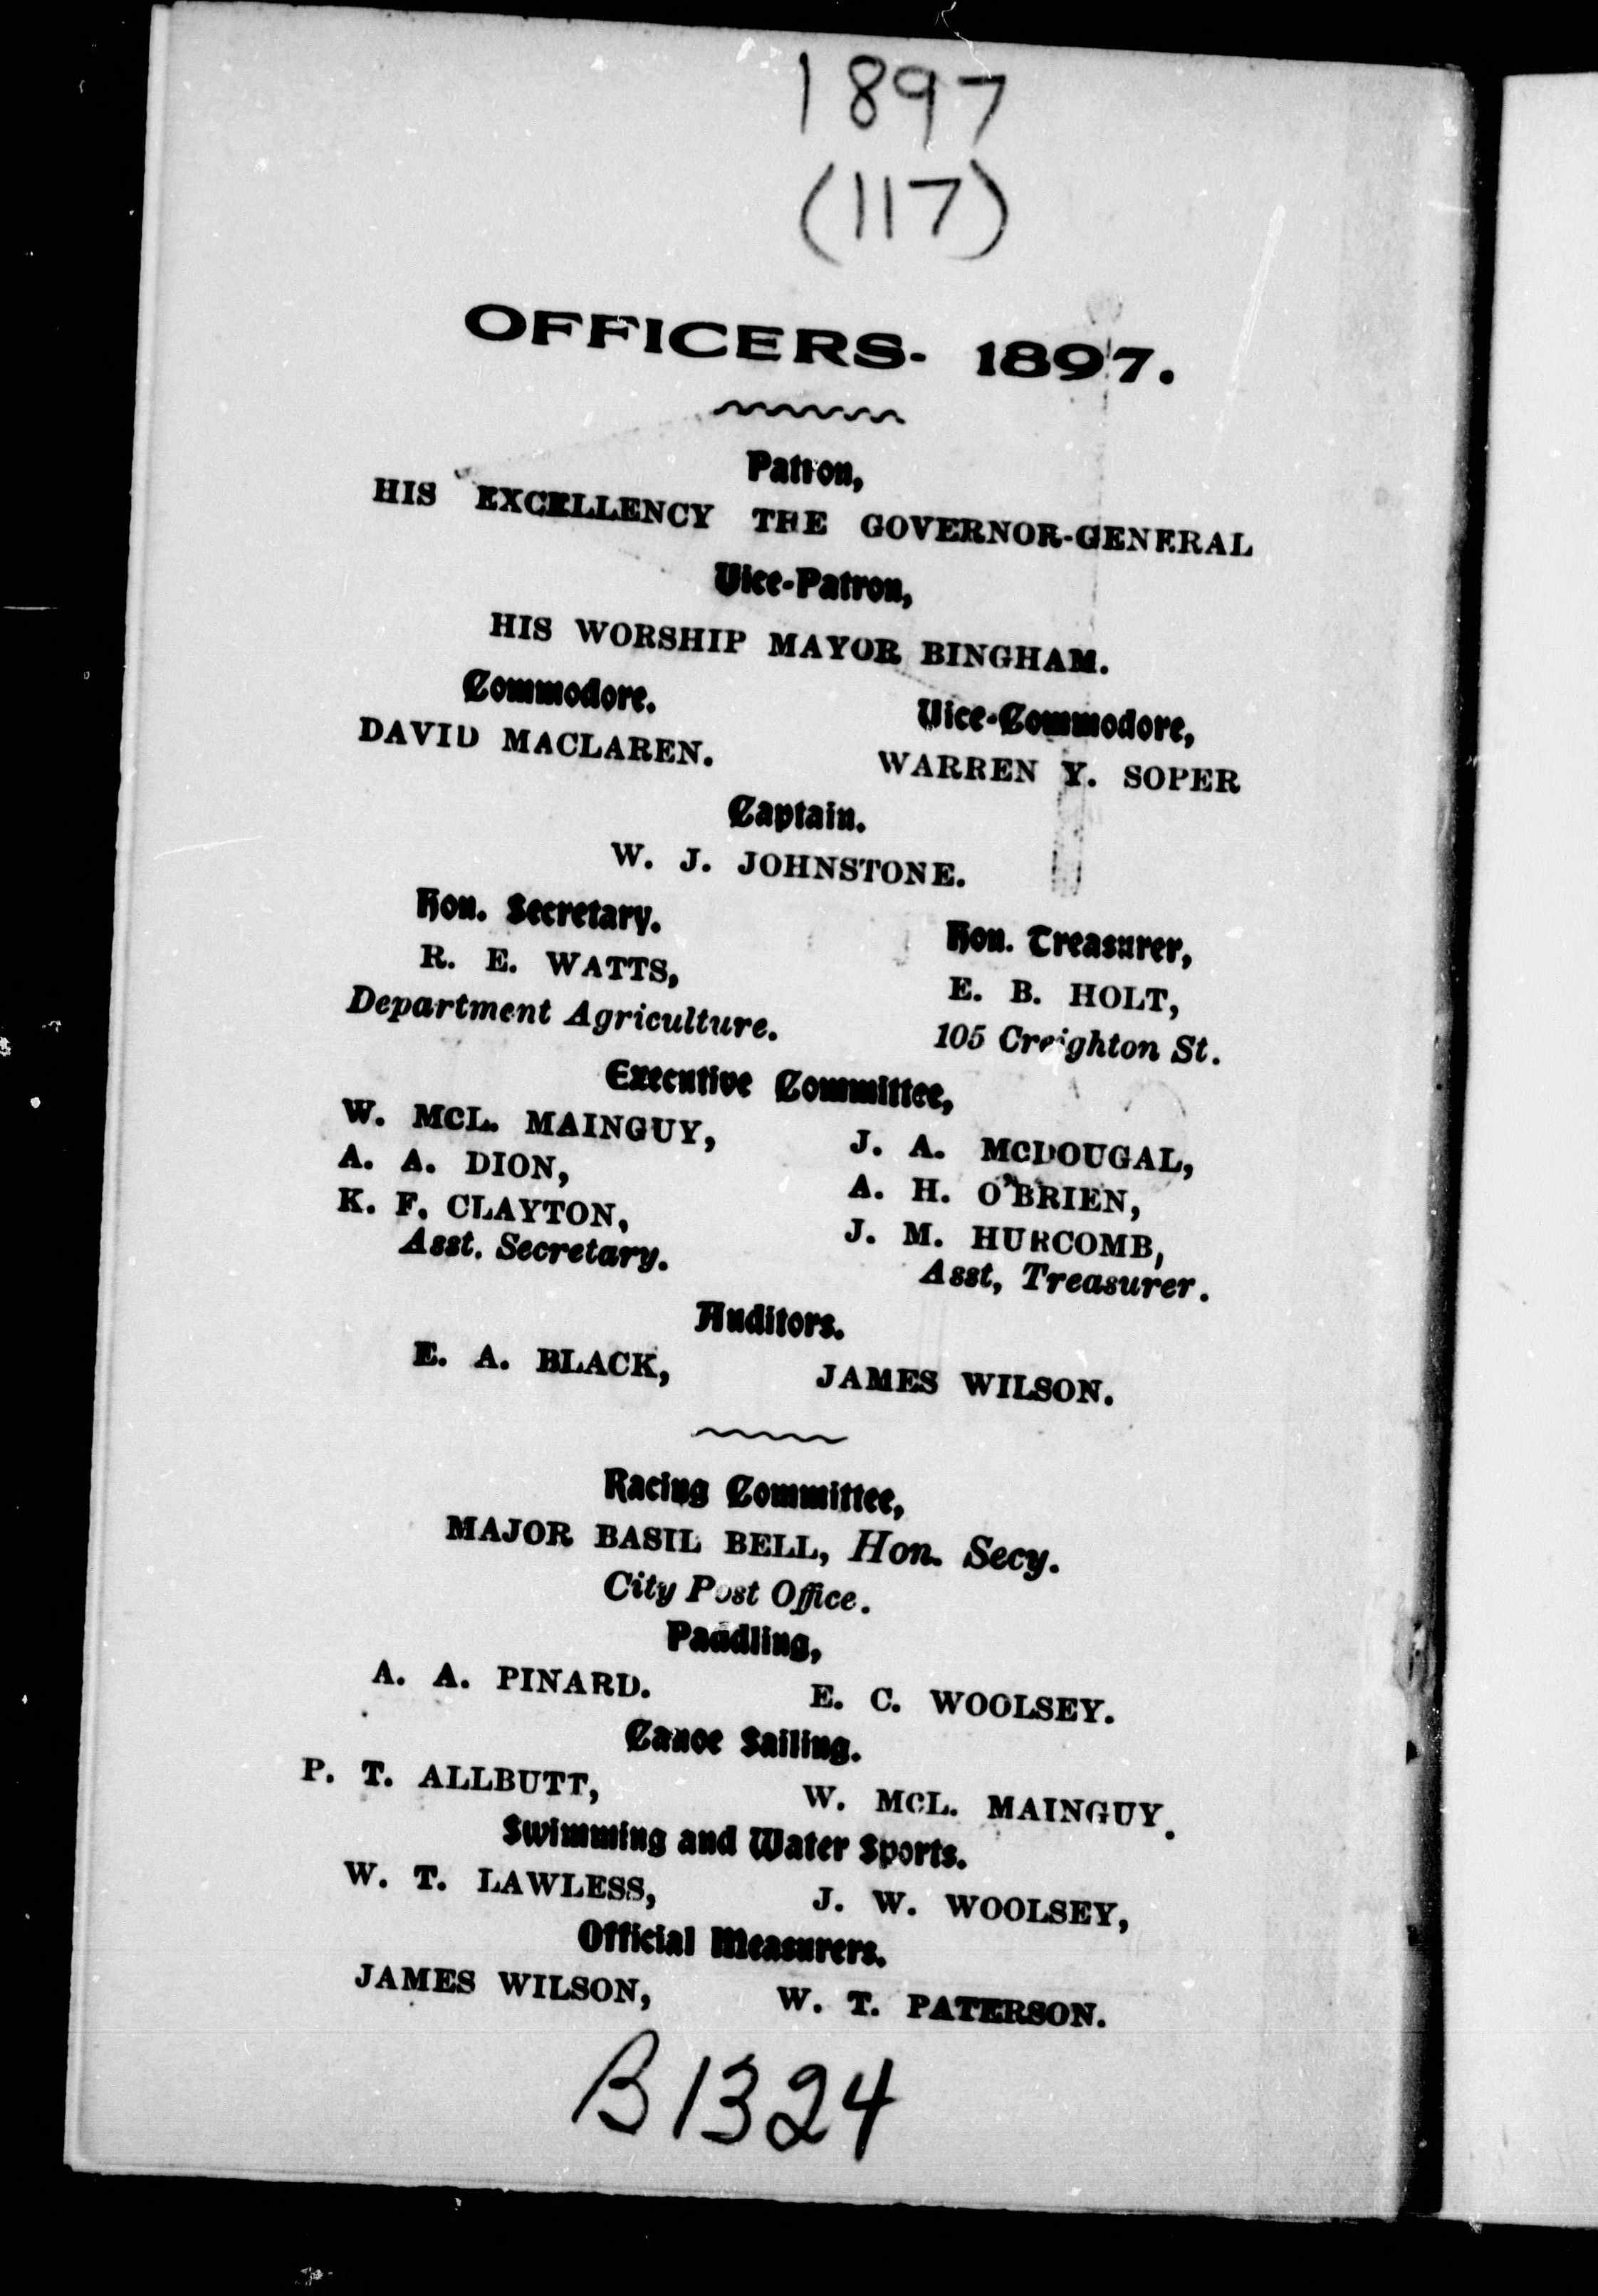 1897
(117)
OFFICERS- 1897.
Patron,
HIS EXCELLENCY THE GOVERNOR-GENERAL
Vice-Patron,
HIS WORSHIP MAYOR BINGHAM.
Commodore. Vice-Commodore,
DAVID MACLAREN. WARREN Y. SOPER
Captain.
W. J. JOHNSTONE.
Hon. Secretary. Hon. Treasurer,
R. E. WATTS, E. B. HOLT,
Department Agriculture. 105 Creighton St.
Executive Committee,
W. MCL. MAINGUY, J. A. MCDOUGAL,
A. A. DION, A. H. O'BRIEN,
K. F. CLAYTON, J. M. HURCOMB,
Asst. Secretary. Asst, Treasurer.
Auditors.
E. A. BLACK, JAMES WILSON.
Racing Committee,
MAJOR BASIL BELL, Hon. Secy.
City Post Office.
Paddling,
A. A. PINARD. E. C. WOOLSEY.
Canoe Sailing.
P. T. ALLBUTT, W. MCL. MAINGUY.
Swimming and Water Sports.
W. T. LAWLESS, J. W. WOOLSEY,
Official Measurers.
JAMES WILSON, W. T. PATERSON.
B1324